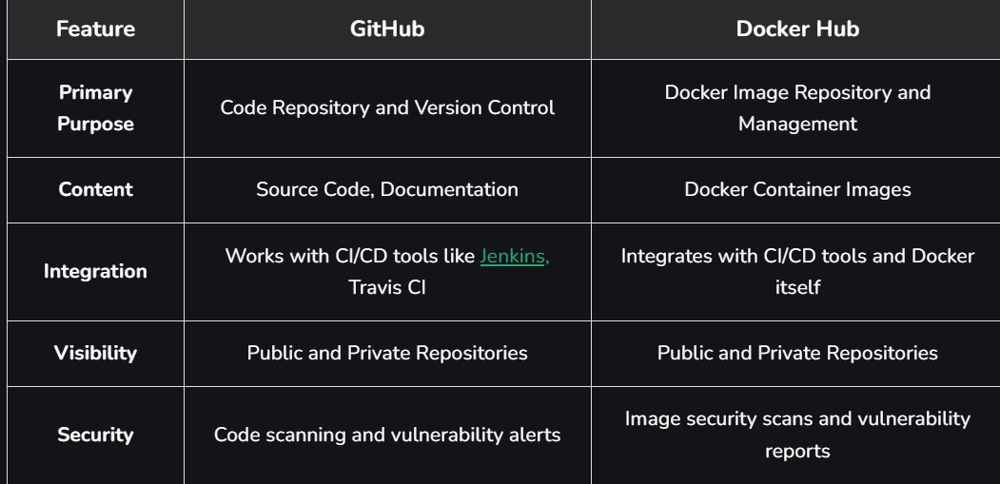 Feature GitHub Docker Hub
Primary
Purpose
Code Repository and Version Control
Docker Image Repository and
Management
Content Source Code, Documentation Docker Container Images
Integration
Works with CI/CD tools like Jenkins,
Travis CI
Integrates with CI/CD tools and Docker
itself
Visibility Public and Private Repositories Public and Private Repositories
Security Code scanning and vulnerability alerts
Image security scans and vulnerability
reports